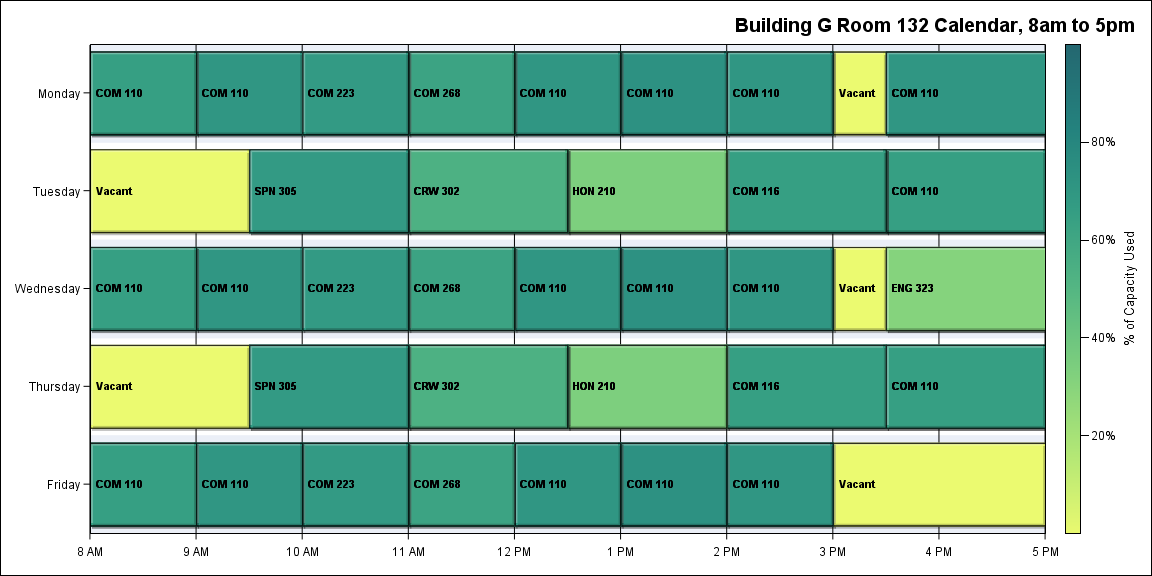 Building G Room 132 Calendar, 8am to 5pm
Monday
COM 110
COM 110
COM 223
COM 268
COM 110
COM 110
COM 110
Vacant
COM 110
Tuesday
Vacant
SPN 305
CRW 302
HON 210
COM 116
COM 110
Wednesday
COM 110
COM 110
COM 223
COM 268
COM 110
COM 110
COM 110
Vacant
ENG 323
Thursday
Vacant
SPN 305
CRW 302
HON 210
COM 116
COM 110
Friday
COM 110
COM 110
COM 223
COM 268
COM 110
COM 110
COM 110
Vacant
8 AM
9 AM
10 AM
11 AM
12 PM
1 PM
2 PM
3 PM
4 PM
5 PM
80%
60%
40%
20%
% of Capacity Used